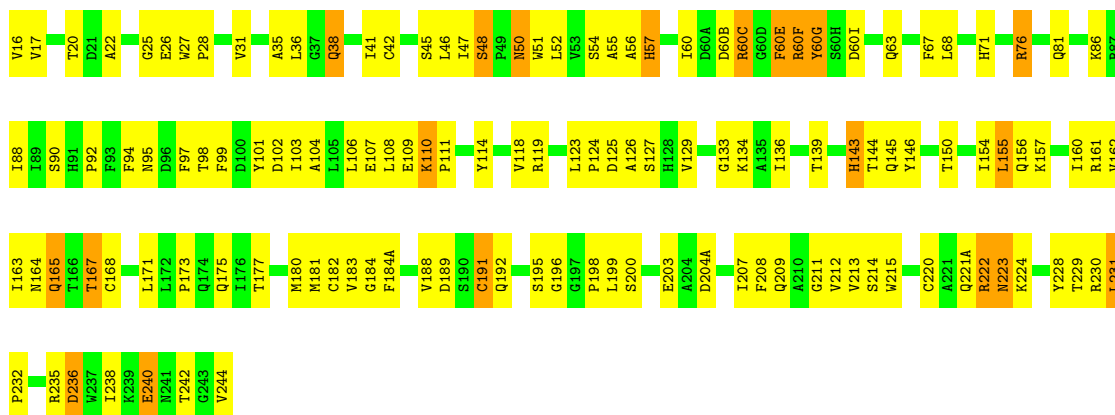 V16 V17 T20 D21 A22 G25 E26 W27 P28 V31 A35 L36 G37 Q38 I41 C42 S45 L46 I47 S48 P49 N50 W51 L52 V53 S54 A55 A56 H57 I60 D60A D60B R60C G60D F60E R60F Y60G S60H D60I Q63 F67 L68 H71 R76 Q81 K86
I88 I89 S90 H91 P92 F93 F94 N95 D96 F97 T98 F99 D100 Y101 D102 I103 A104 L105 L106 E107 L108 E109 K110 P111 Y114 V118 R119 L123 P124 D125 A126 S127 H128 V129 G133 K134 A135 I136 T139 H143 T144 Q145 Y146 T150 I154 L155 Q156 K157 I160 R161
I163 N164 Q165 T166 T167 C168 L171 L172 P173 Q174 Q175 I176 T177 M180 M181 C182 V183 G184 F184A V188 D189 S190 C191 Q192 S195 G196 G197 P198 L199 S200 E203 A204 D204A I207 F208 Q209 A210 G211 V212 V213 S214 W215 C220 A221 Q221A R222 N223 K224 Y228 T229 R230
P232 R235 D236 W237 I238 K239 E240 N241 T242 G243 V244